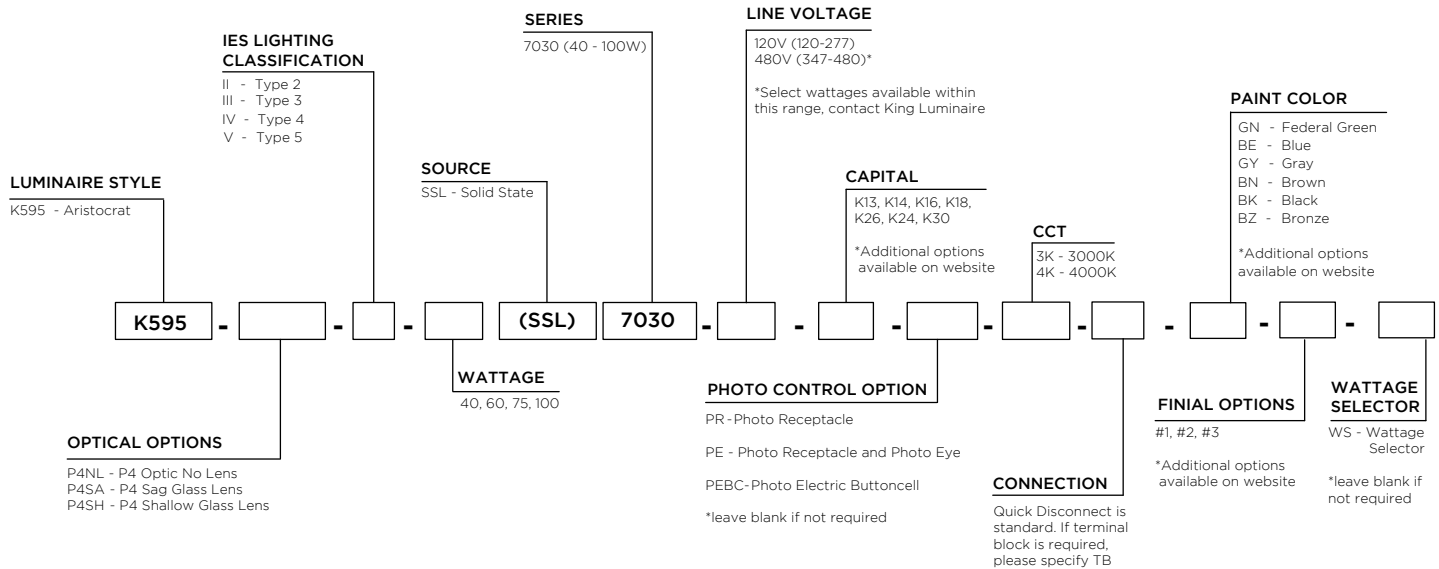 SERIES
7030 (40 - 100W)
LINE VOLTAGE
120V (120-277)
480V (347-480)*
*Select wattages available within
this range, contact King Luminaire
IES LIGHTING
CLASSIFICATION
II - Type 2
III - Type 3
IV - Type 4
V - Type 5
PAINT COLOR
GN - Federal Green
BE - Blue
GY - Gray
BN - Brown
BK - Black
BZ - Bronze
*Additional options
available on website
LUMINAIRE STYLE
K595 - Aristocrat
SOURCE
SSL - Solid State
CAPITAL
K13, K14, K16, K18,
K26, K24, K30
*Additional options
available on website
CCT
3K - 3000K
4K - 4000K
K595 - - - (SSL) 7030 - - - - - - - -
WATTAGE
40, 60, 75, 100
OPTICAL OPTIONS
P4NL - P4 Optic No Lens
P4SA - P4 Sag Glass Lens
P4SH - P4 Shallow Glass Lens
PHOTO CONTROL OPTION
PR-Photo Receptacle
PE - Photo Receptacle and Photo Eye
PEBC-Photo Electric Buttoncell
*leave blank if not required
CONNECTION
Quick Disconnect is
standard. If terminal
block is required,
please specify TB
FINIAL OPTIONS
#1, #2, #3
*Additional options
available on website
WATTAGE
SELECTOR
WS - Wattage
Selector
*leave blank if
not required